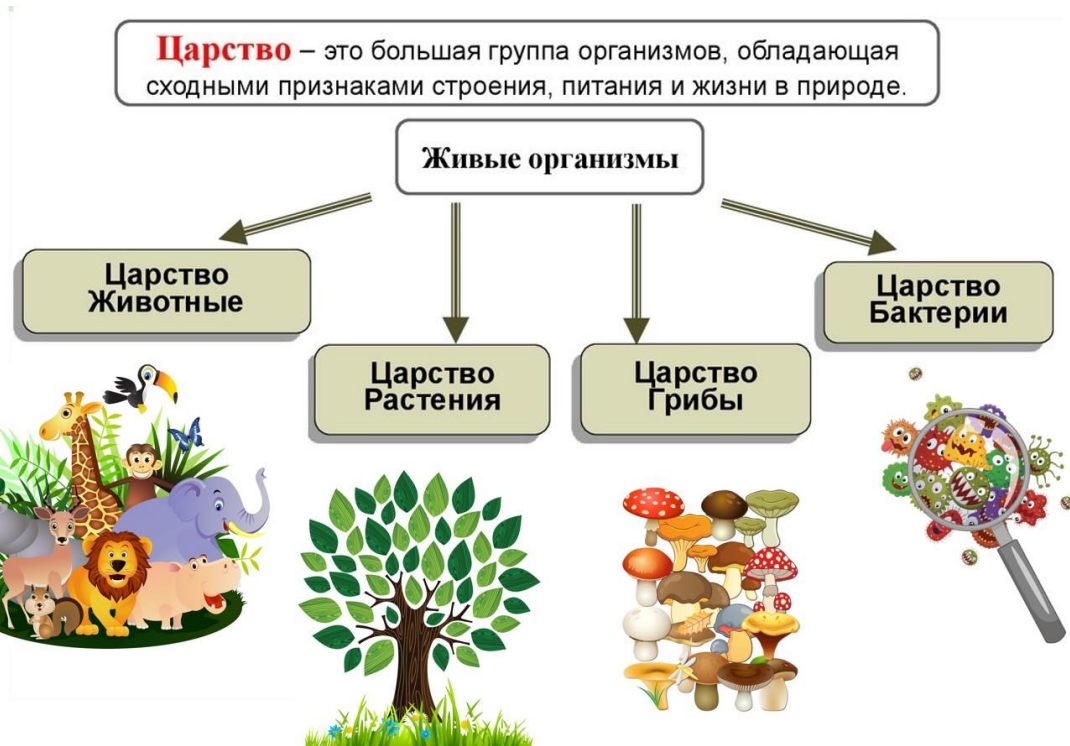 Царство – это большая группа организмов, обладающая
сходными признаками строения, питания и жизни в природе.
Живые организмы
Царство
Животные
Царство
Растения
Царство
Грибы
Царство
Бактерии